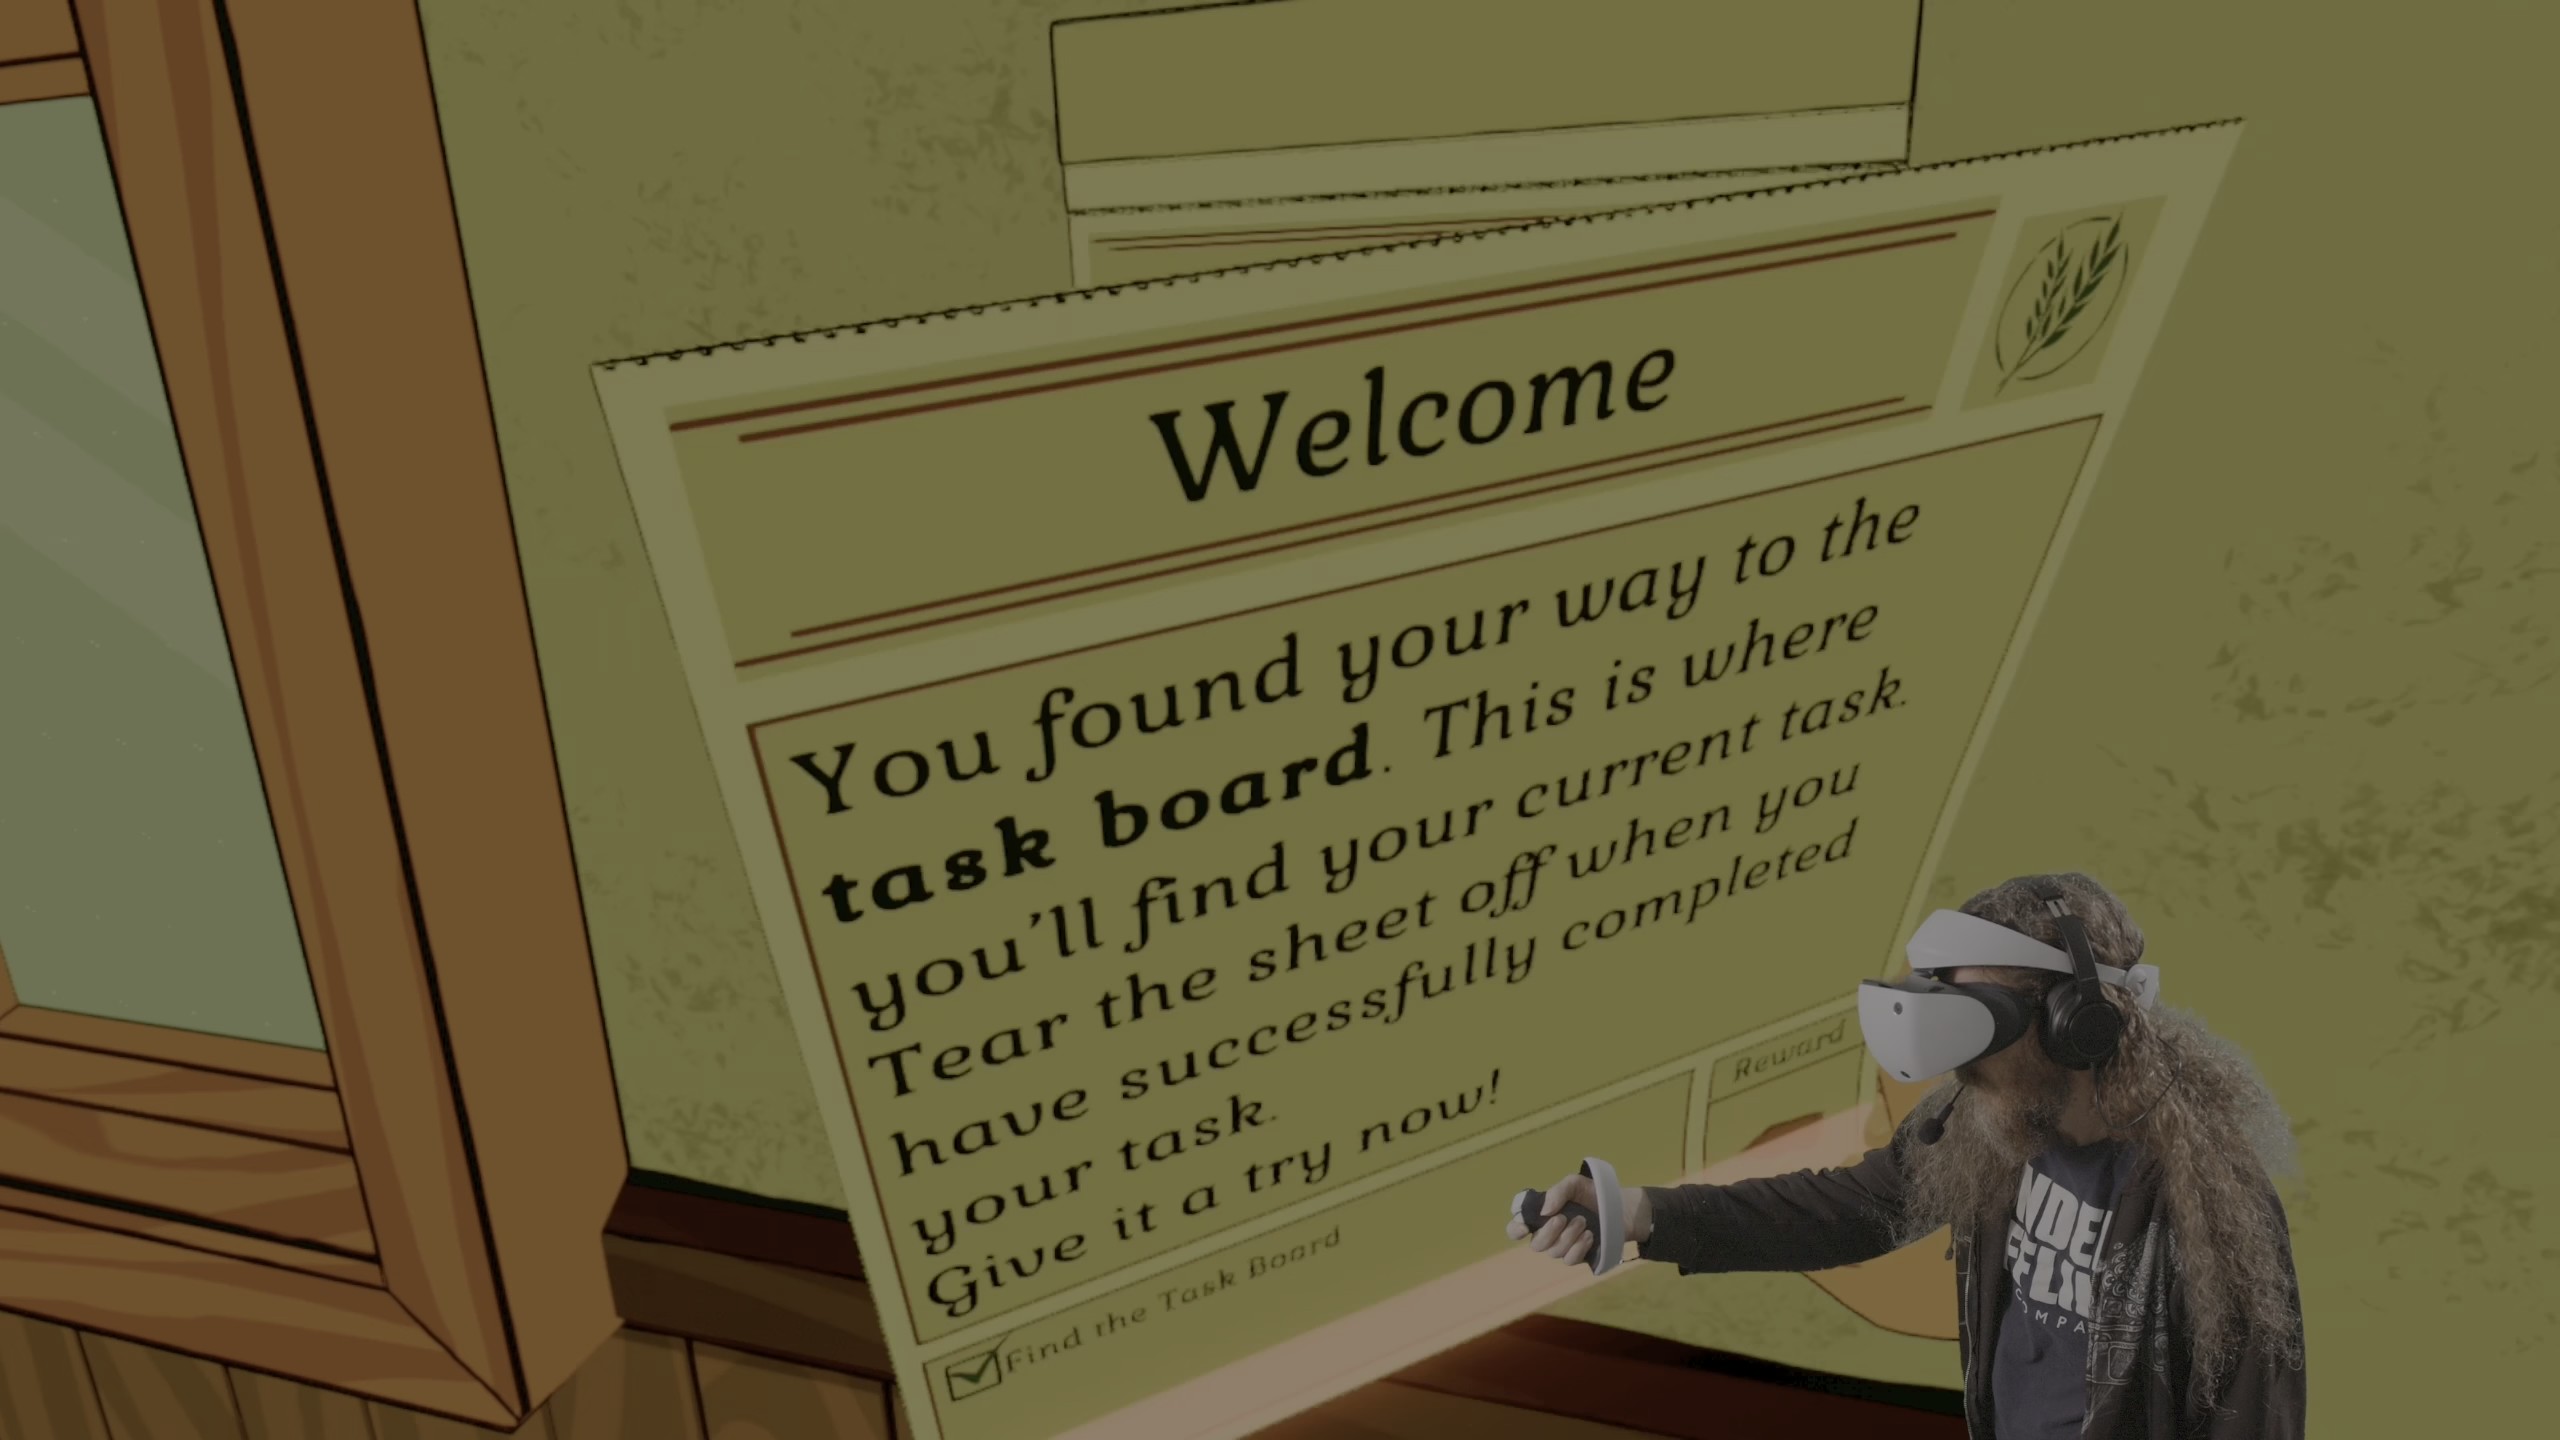 Welcome
You found your way to the
task board. This is where
you'll find your current task.
Tear the sheet off when you
have successfully completed
your task.
Give it a try now!
Reward
Find the Task Board